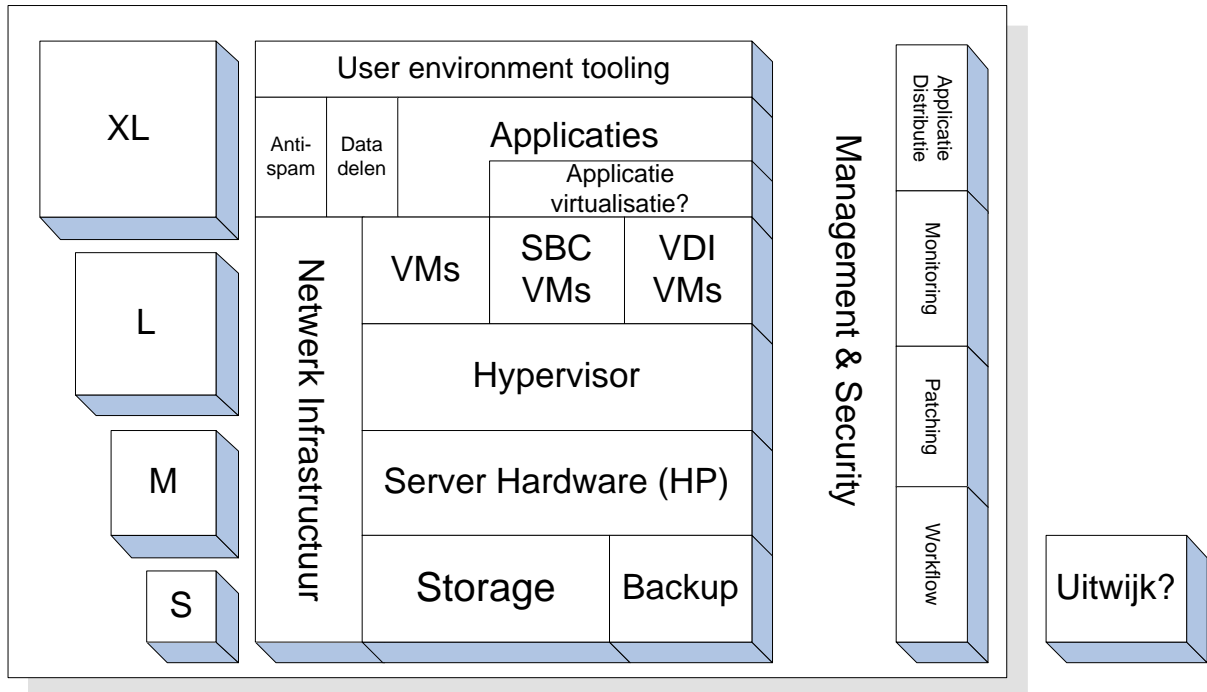 XL
L
M
S
User environment tooling
Anti-
spam
Data
delen
Applicaties
Applicatie
virtualisatie?
Netwerk Infrastructuur
VMs
SBC
VMs
VDI
VMs
Hypervisor
Server Hardware (HP)
Storage
Backup
Management & Security
Applicatie
Distributie
Monitoring
Patching
Workflow
Uitwijk?